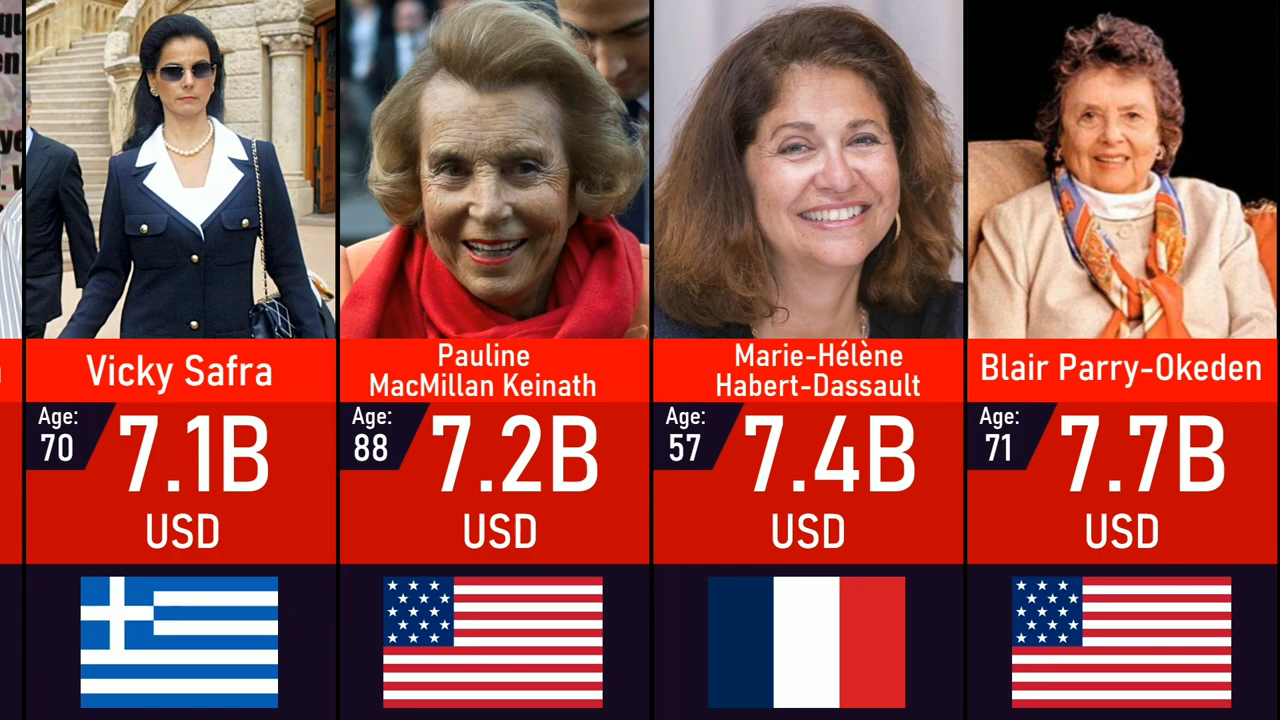 Vicky Safra
Age:
70
7.1B
USD
Pauline
MacMillan Keinath
Age:
88
7.2B
USD
Marie-Hélène
Habert-Dassault
Age:
57
7.4B
USD
Blair Parry-Okeden
Age:
71
7.7B
USD